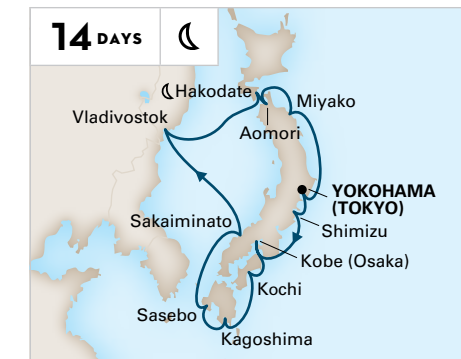 14 DAYS
Hakodate
Miyako
Vladivostok
Aomori
YOKOHAMA
(TOKYO)
Sakaiminato
Shimizu
Kobe (Osaka)
Kochi
Sasebo
Kagoshima